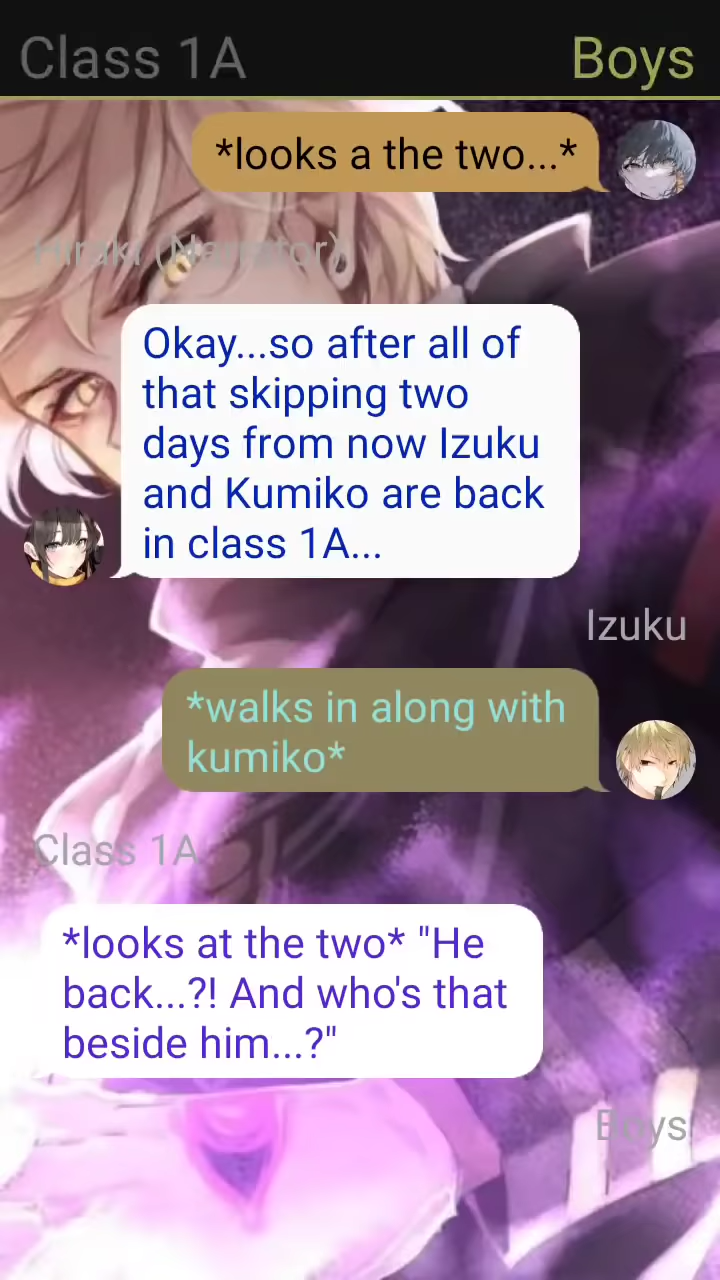 Class 1A
Boys
*looks a the two...*
Hiraki (Narrator)
Okay...so after all of
that skipping two
days from now Izuku
and Kumiko are back
in class 1A...
Izuku
*walks in along with
kumiko*
Class 1A
*looks at the two* "He
back...?! And who's that
beside him...?"
Boys